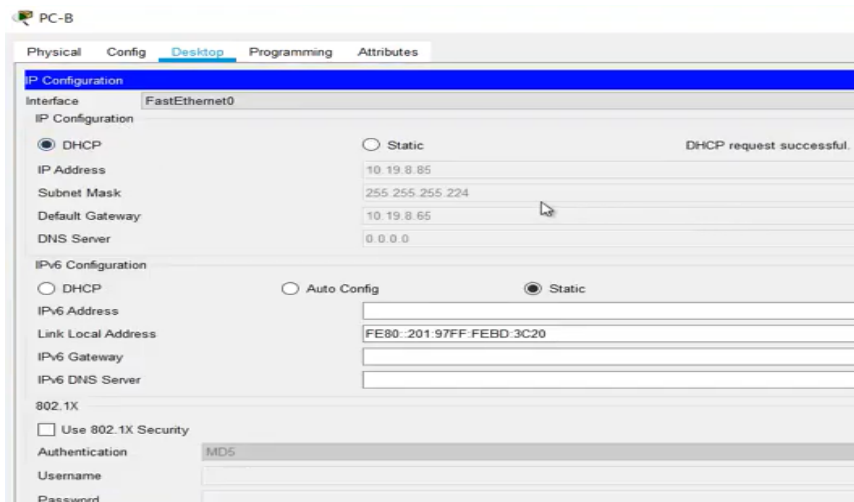 PC-B
Physical Config Desktop Programming Attributes
IP Configuration
Interface FastEthernet0
IP Configuration
DHCP Static DHCP request successful.
IP Address 10.19.8.85
Subnet Mask 255.255.255.224
Default Gateway 10.19.8.65
DNS Server 0.0.0.0
IPv6 Configuration
DHCP Auto Config Static
IPv6 Address
Link Local Address FE80::201:97FF:FEBD:3C20
IPv6 Gateway
IPv6 DNS Server
802.1X
Use 802.1X Security
Authentication MD5
Username
Password